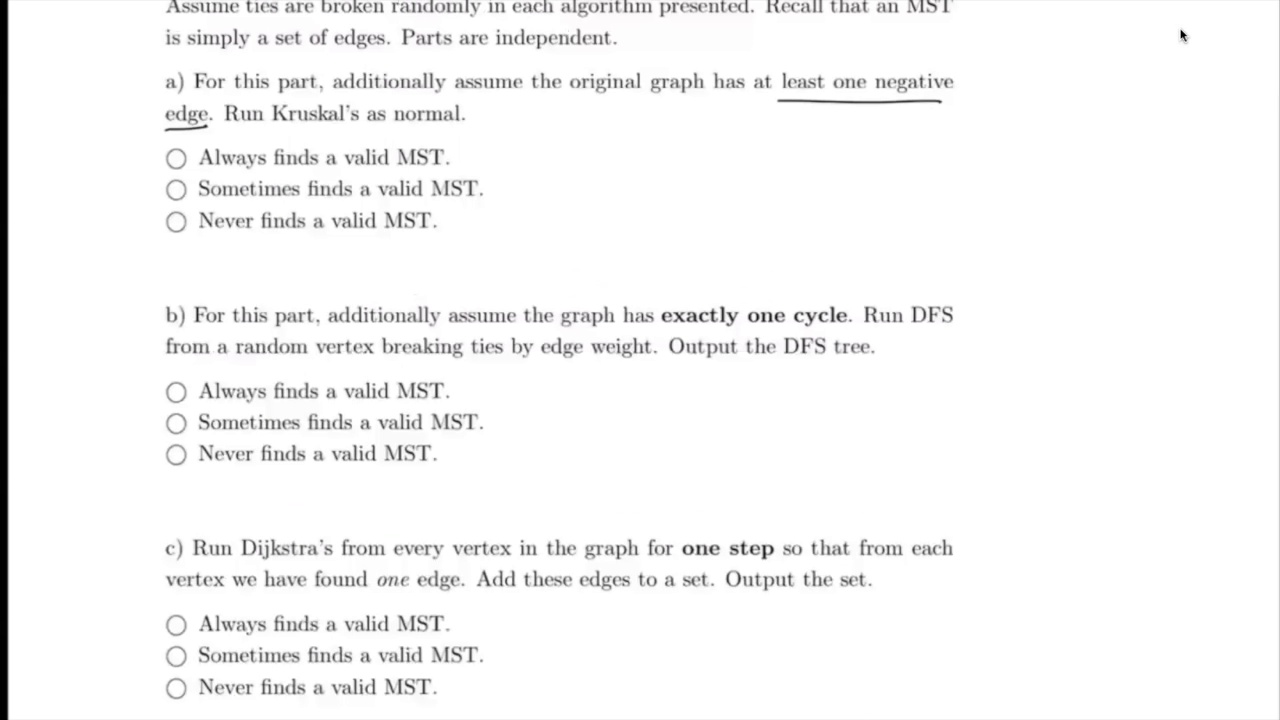 Assume ties are broken randomly in each algorithm presented. Recall that an MST
is simply a set of edges. Parts are independent.
a) For this part, additionally assume the original graph has at least one negative
edge. Run Kruskal's as normal.
Always finds a valid MST.
Sometimes finds a valid MST.
Never finds a valid MST.
b) For this part, additionally assume the graph has exactly one cycle. Run DFS
from a random vertex breaking ties by edge weight. Output the DFS tree.
Always finds a valid MST.
Sometimes finds a valid MST.
Never finds a valid MST.
c) Run Dijkstra's from every vertex in the graph for one step so that from each
vertex we have found one edge. Add these edges to a set. Output the set.
Always finds a valid MST.
Sometimes finds a valid MST.
Never finds a valid MST.